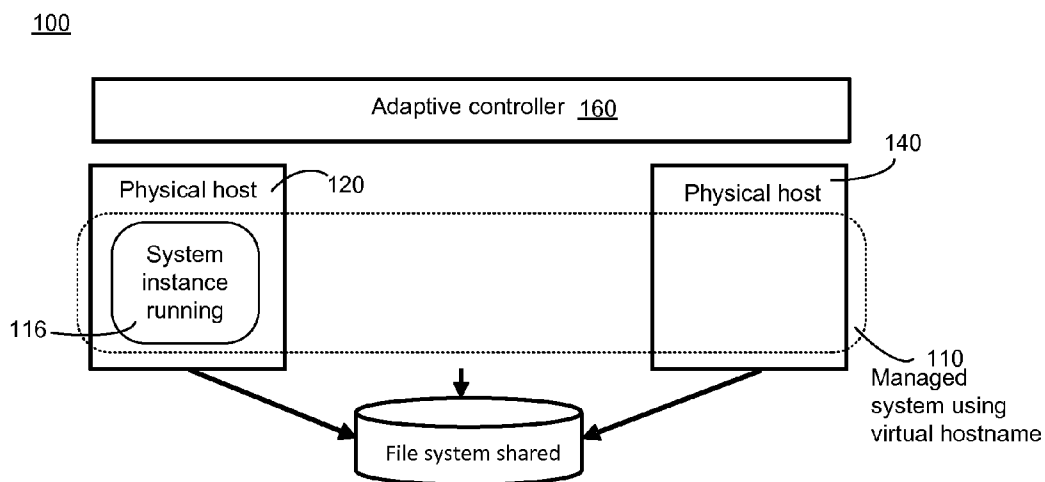 100
Adaptive controller 160
140
Physical host
120
Physical host
System
instance
running
116
110
Managed
system using
virtual hostname
File system shared